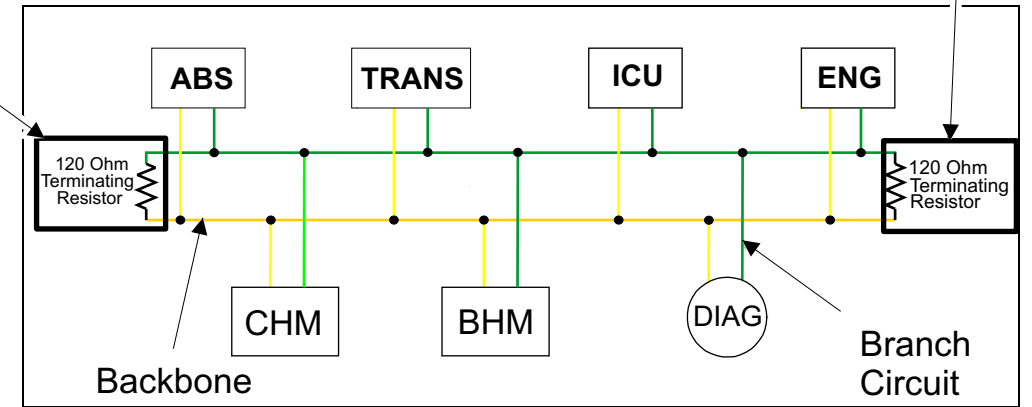 ABS
TRANS
ICU
ENG
120 Ohm
Terminating
Resistor
120 Ohm
Terminating
Resistor
CHM
BHM
DIAG
Backbone
Branch
Circuit